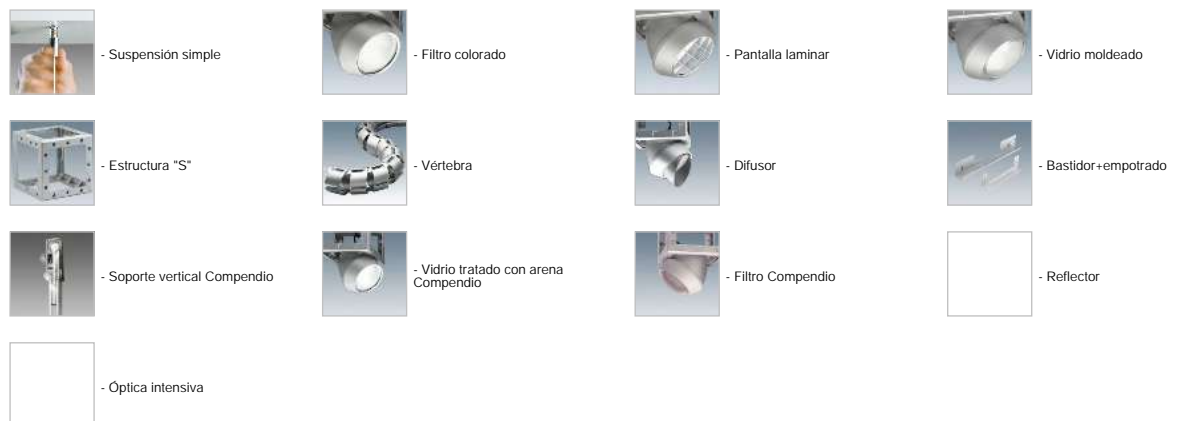 - Suspensión simple
- Filtro colorado
- Pantalla laminar
- Vidrio moldeado
- Estructura "S"
- Vértebra
- Difusor
- Bastidor+empotrado
- Soporte vertical Compendio
- Vidrio tratado con arena
Compendio
- Filtro Compendio
- Reflector
- Óptica intensiva